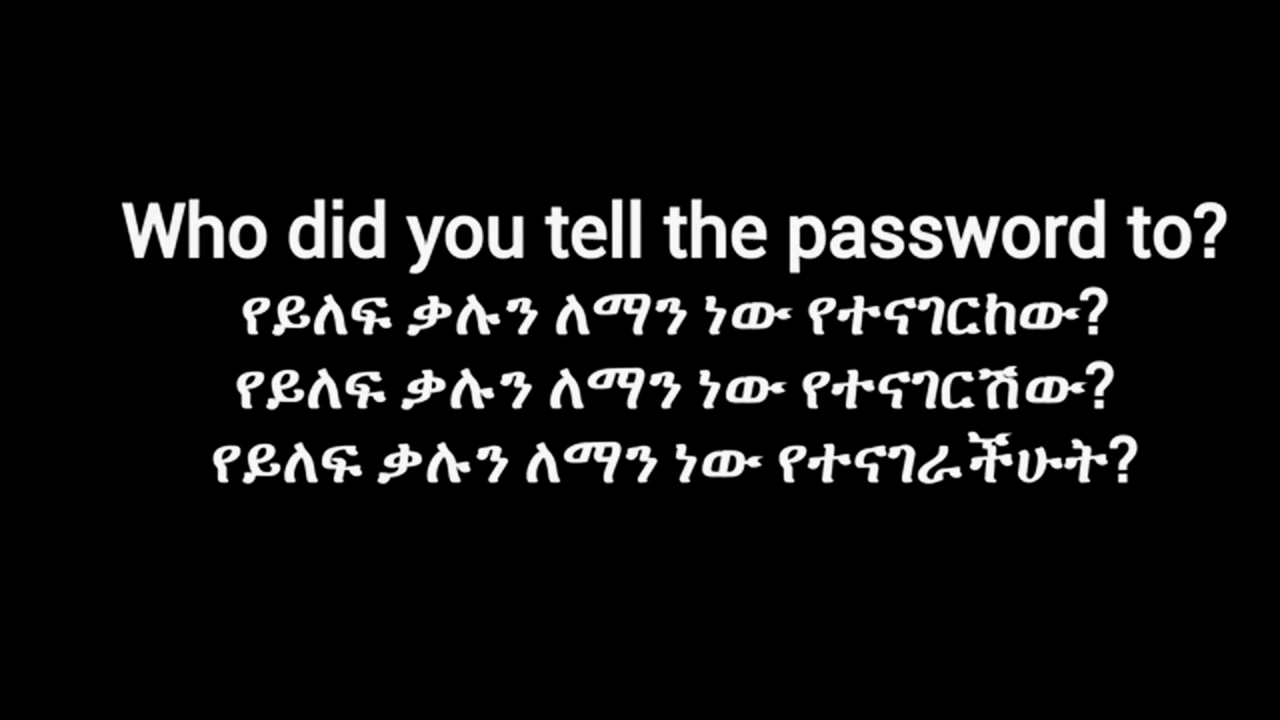 Who did you tell the password to?
የይለፍ ቃሉን ለማን ነው የተናገርከው?
የይለፍ ቃሉን ለማን ነው የተናገርሽው?
የይለፍ ቃሉን ለማን ነው የተናገራችሁት?